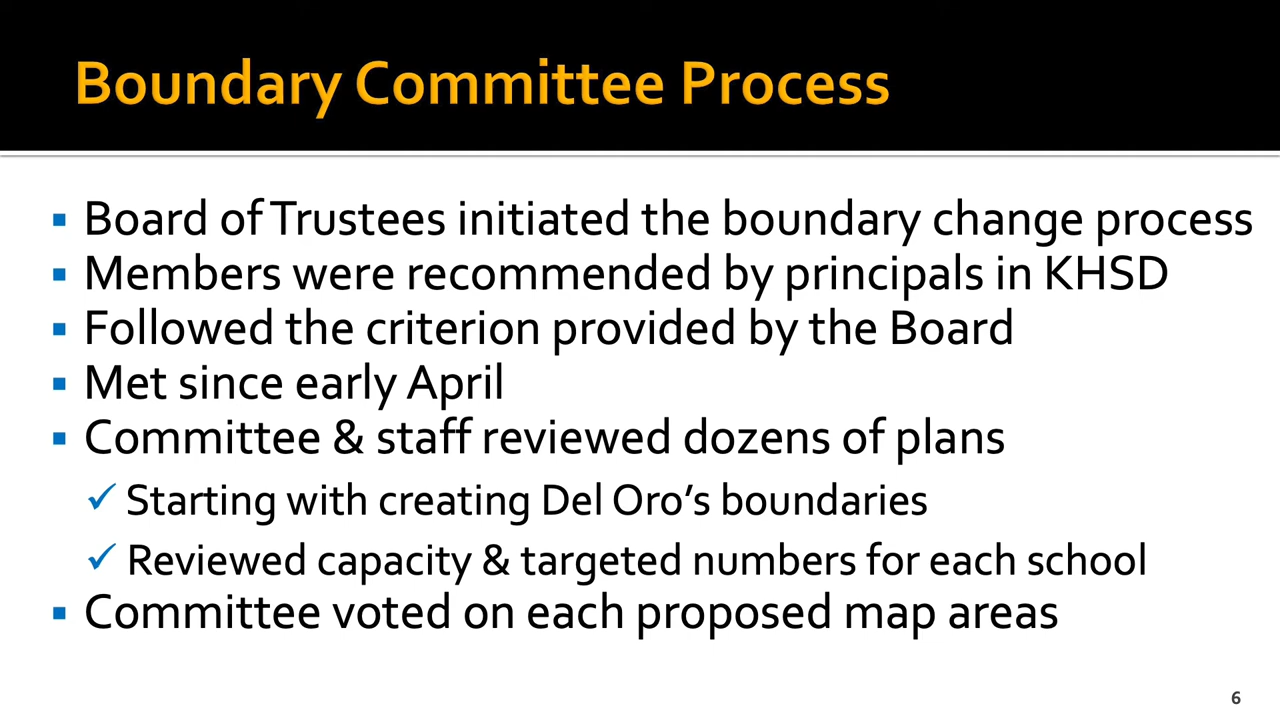 Boundary Committee Process
▪ Board of Trustees initiated the boundary change process
▪ Members were recommended by principals in KHSD
▪ Followed the criterion provided by the Board
▪ Met since early April
▪ Committee & staff reviewed dozens of plans
✓ Starting with creating Del Oro’s boundaries
✓ Reviewed capacity & targeted numbers for each school
▪ Committee voted on each proposed map areas
6